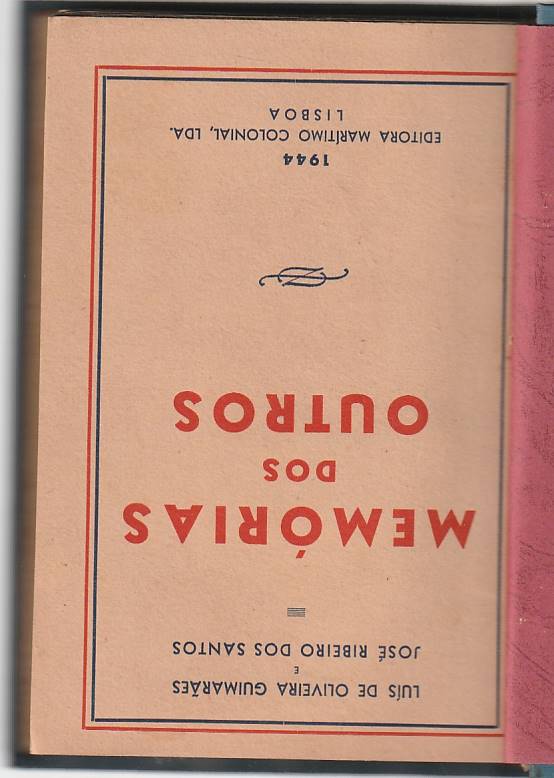 LUÍS DE OLIVEIRA GUIMARÃES
E
JOSÉ RIBEIRO DOS SANTOS
MEMÓRIAS
DOS
OUTROS
1944
EDITORA MARÍTIMO COLONIAL, LDA.
LISBOA